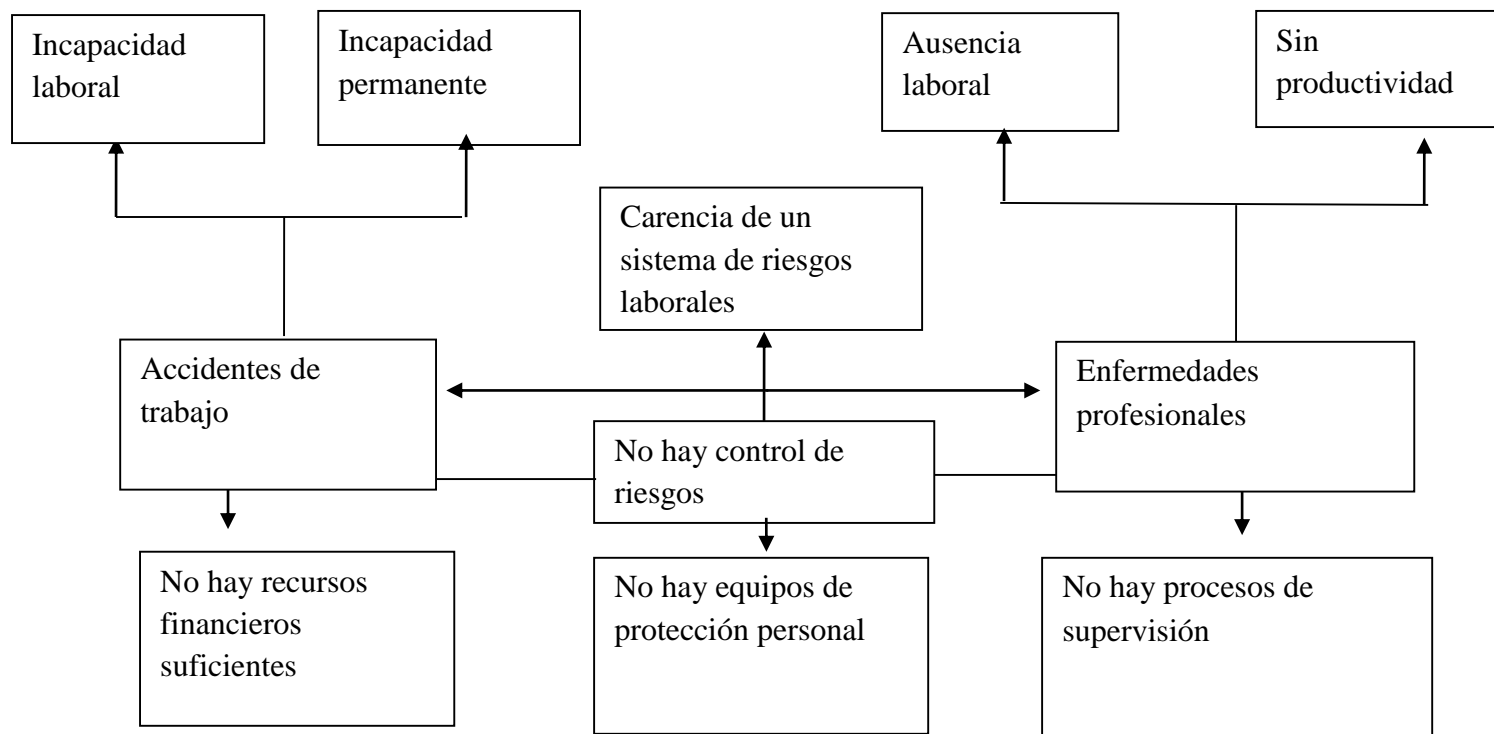 Incapacidad
laboral
Incapacidad
permanente
Ausencia
laboral
Sin
productividad
Carencia de un
sistema de riesgos
laborales
Accidentes de
trabajo
Enfermedades
profesionales
No hay control de
riesgos
No hay recursos
financieros
suficientes
No hay equipos de
protección personal
No hay procesos de
supervisión